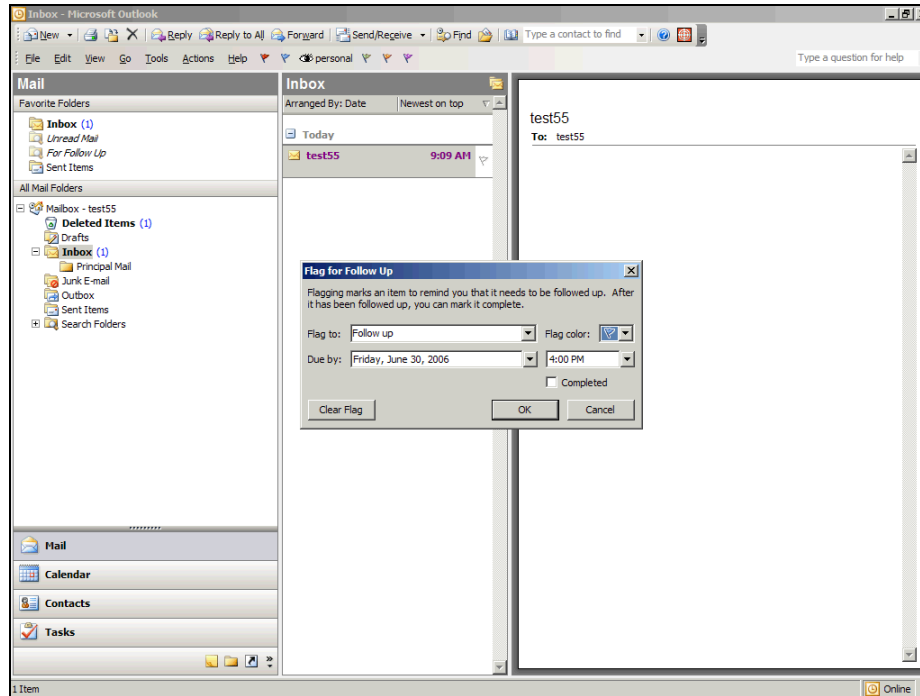 Inbox - Microsoft Outlook
New Reply Reply to All Forward Send/Receive Find Type a contact to find
File Edit View Go Tools Actions Help personal Type a question for help
Mail
Favorite Folders
Inbox (1)
Unread Mail
For Follow Up
Sent Items
All Mail Folders
Mailbox - test55
Deleted Items (1)
Drafts
Inbox (1)
Principal Mail
Junk E-mail
Outbox
Sent Items
Search Folders
Mail
Calendar
Contacts
Tasks
Inbox
Arranged By: Date Newest on top
Today
test55 9:09 AM
test55
To: test55
Flag for Follow Up
Flagging marks an item to remind you that it needs to be followed up. After
it has been followed up, you can mark it complete.
Flag to: Follow up Flag color:
Due by: Friday, June 30, 2006 4:00 PM
Completed
Clear Flag OK Cancel
1 Item Online